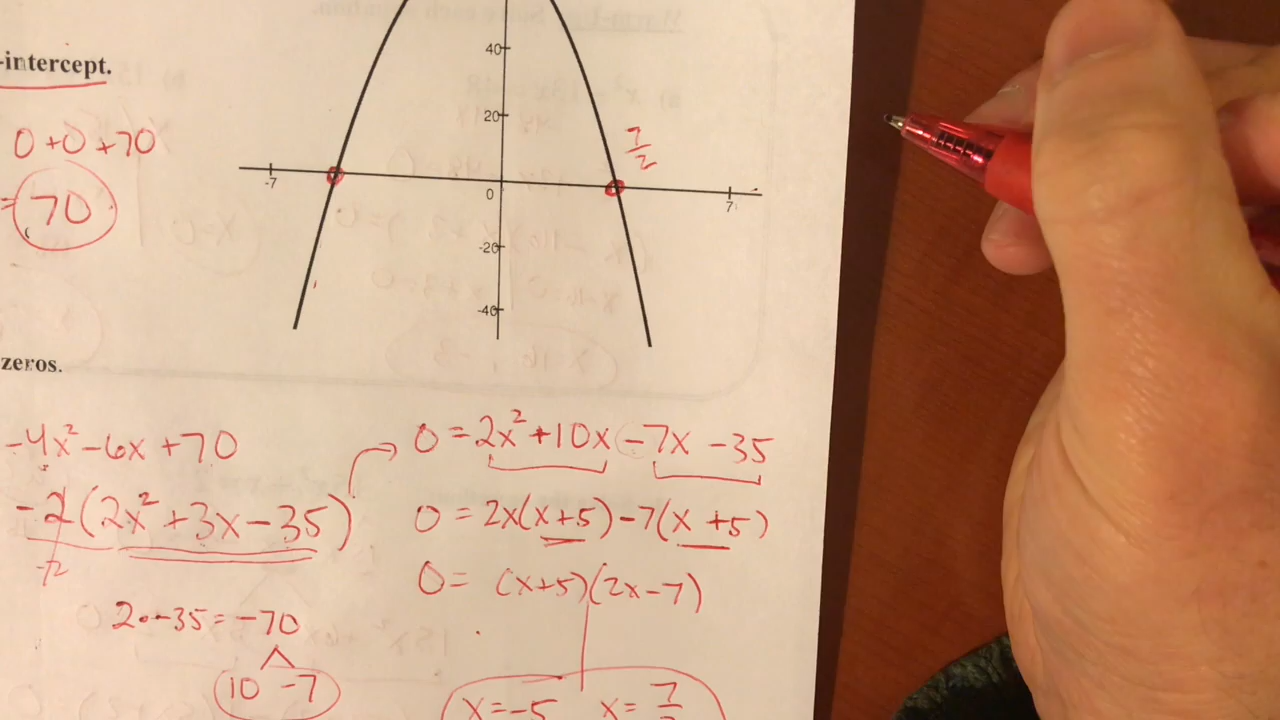 -intercept.
0+0+70
=70
40
20
7/2
-7
0
7
-20
-40
zeros.
-4x²-6x+70
-2(2x²+3x-35)
2·-35=-70
10 -7
0=2x²+10x-7x-35
0=2x(x+5)-7(x+5)
0=(x+5)(2x-7)
x=-5 x=7